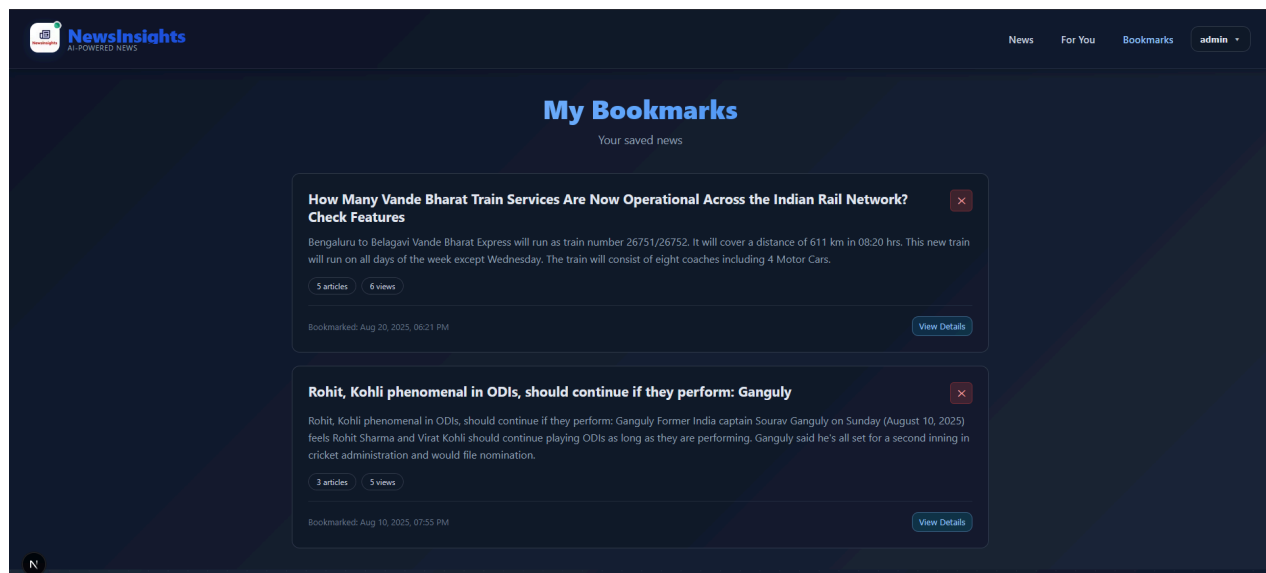 NewsInsights
NewsInsights
AI-POWERED NEWS
News
For You
Bookmarks
admin
My Bookmarks
Your saved news
How Many Vande Bharat Train Services Are Now Operational Across the Indian Rail Network?
Check Features
Bengaluru to Belagavi Vande Bharat Express will run as train number 26751/26752. It will cover a distance of 611 km in 08:20 hrs. This new train
will run on all days of the week except Wednesday. The train will consist of eight coaches including 4 Motor Cars.
5 articles
6 views
Bookmarked: Aug 20, 2025, 06:21 PM
View Details
Rohit, Kohli phenomenal in ODIs, should continue if they perform: Ganguly
Rohit, Kohli phenomenal in ODIs, should continue if they perform: Ganguly Former India captain Sourav Ganguly on Sunday (August 10, 2025)
feels Rohit Sharma and Virat Kohli should continue playing ODIs as long as they are performing. Ganguly said he's all set for a second inning in
cricket administration and would file nomination.
3 articles
5 views
Bookmarked: Aug 10, 2025, 07:55 PM
View Details
N